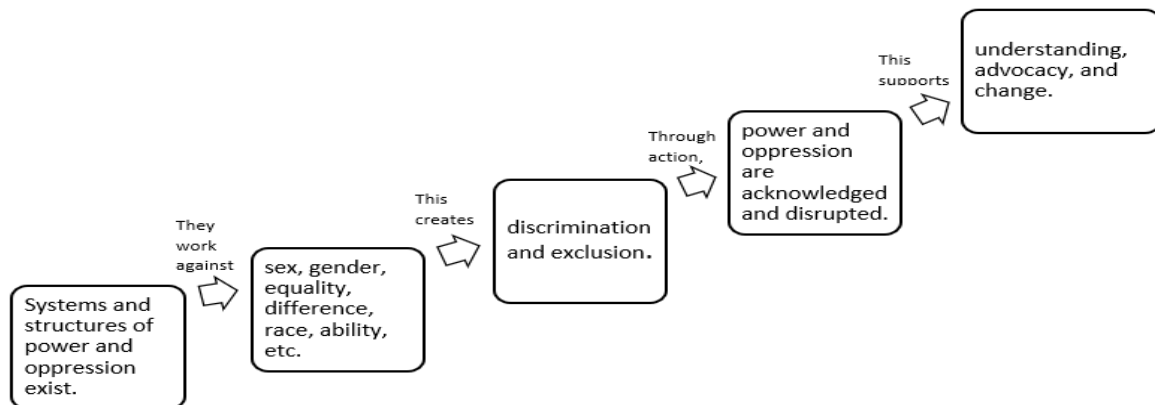 Systems and
structures of
power and
oppression
exist.
They
work
against
sex, gender,
equality,
difference,
race, ability,
etc.
This
creates
discrimination
and exclusion.
Through
action,
power and
oppression
are
acknowledged
and disrupted.
This
supports
understanding,
advocacy, and
change.